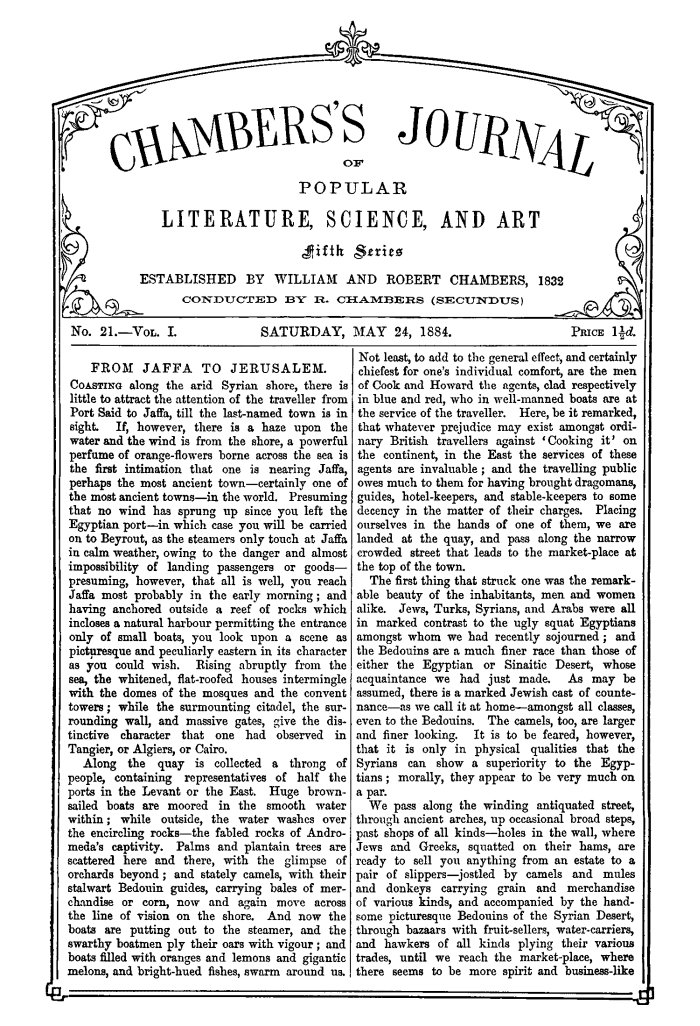 CHAMBERS'S JOURNAL
OF
POPULAR
LITERATURE, SCIENCE, AND ART
Fifth Series
ESTABLISHED BY WILLIAM AND ROBERT CHAMBERS, 1832
CONDUCTED BY R. CHAMBERS (SECUNDUS)
No. 21.—Vol. I. SATURDAY, MAY 24, 1884. Price 1½d.
FROM JAFFA TO JERUSALEM.
Coasting along the arid Syrian shore, there is
little to attract the attention of the traveller from
Port Said to Jaffa, till the last-named town is in
sight. If, however, there is a haze upon the
water and the wind is from the shore, a powerful
perfume of orange-flowers borne across the sea is
the first intimation that one is nearing Jaffa,
perhaps the most ancient town—certainly one of
the most ancient towns—in the world. Presuming
that no wind has sprung up since you left the
Egyptian port—in which case you will be carried
on to Beyrout, as the steamers only touch at Jaffa
in calm weather, owing to the danger and almost
impossibility of landing passengers or goods—
presuming, however, that all is well, you reach
Jaffa most probably in the early morning; and
having anchored outside a reef of rocks which
incloses a natural harbour permitting the entrance
only of small boats, you look upon a scene as
picturesque and peculiarly eastern in its character
as you could wish. Rising abruptly from the
sea, the whitened, flat-roofed houses intermingle
with the domes of the mosques and the convent
towers; while the surmounting citadel, the sur-
rounding wall, and massive gates, give the dis-
tinctive character that one had observed in
Tangier, or Algiers, or Cairo.
Along the quay is collected a throng of
people, containing representatives of half the
ports in the Levant or the East. Huge brown-
sailed boats are moored in the smooth water
within; while outside, the water washes over
the encircling rocks—the fabled rocks of Andro-
meda's captivity. Palms and plantain trees are
scattered here and there, with the glimpse of
orchards beyond; and stately camels, with their
stalwart Bedouin guides, carrying bales of mer-
chandise or corn, now and again move across
the line of vision on the shore. And now the
boats are putting out to the steamer, and the
swarthy boatmen ply their oars with vigour; and
boats filled with oranges and lemons and gigantic
melons, and bright-hued fishes, swarm around us.
Not least, to add to the general effect, and certainly
chiefest for one's individual comfort, are the men
of Cook and Howard the agents, clad respectively
in blue and red, who in well-manned boats are at
the service of the traveller. Here, be it remarked,
that whatever prejudice may exist amongst ordi-
nary British travellers against 'Cooking it' on
the continent, in the East the services of these
agents are invaluable; and the travelling public
owes much to them for having brought dragomans,
guides, hotel-keepers, and stable-keepers to some
decency in the matter of their charges. Placing
ourselves in the hands of one of them, we are
landed at the quay, and pass along the narrow
crowded street that leads to the market-place at
the top of the town.
The first thing that struck one was the remark-
able beauty of the inhabitants, men and women
alike. Jews, Turks, Syrians, and Arabs were all
in marked contrast to the ugly squat Egyptians
amongst whom we had recently sojourned; and
the Bedouins are a much finer race than those of
either the Egyptian or Sinaitic Desert, whose
acquaintance we had just made. As may be
assumed, there is a marked Jewish cast of counte-
nance—as we call it at home—amongst all classes,
even to the Bedouins. The camels, too, are larger
and finer looking. It is to be feared, however,
that it is only in physical qualities that the
Syrians can show a superiority to the Egyp-
tians; morally, they appear to be very much on
a par.
We pass along the winding antiquated street,
through ancient arches, up occasional broad steps,
past shops of all kinds—holes in the wall, where
Jews and Greeks, squatted on their hams, are
ready to sell you anything from an estate to a
pair of slippers—jostled by camels and mules
and donkeys carrying grain and merchandise
of various kinds, and accompanied by the hand-
some picturesque Bedouins of the Syrian Desert,
through bazaars with fruit-sellers, water-carriers,
and hawkers of all kinds plying their various
trades, until we reach the market-place, where
there seems to be more spirit and business-like